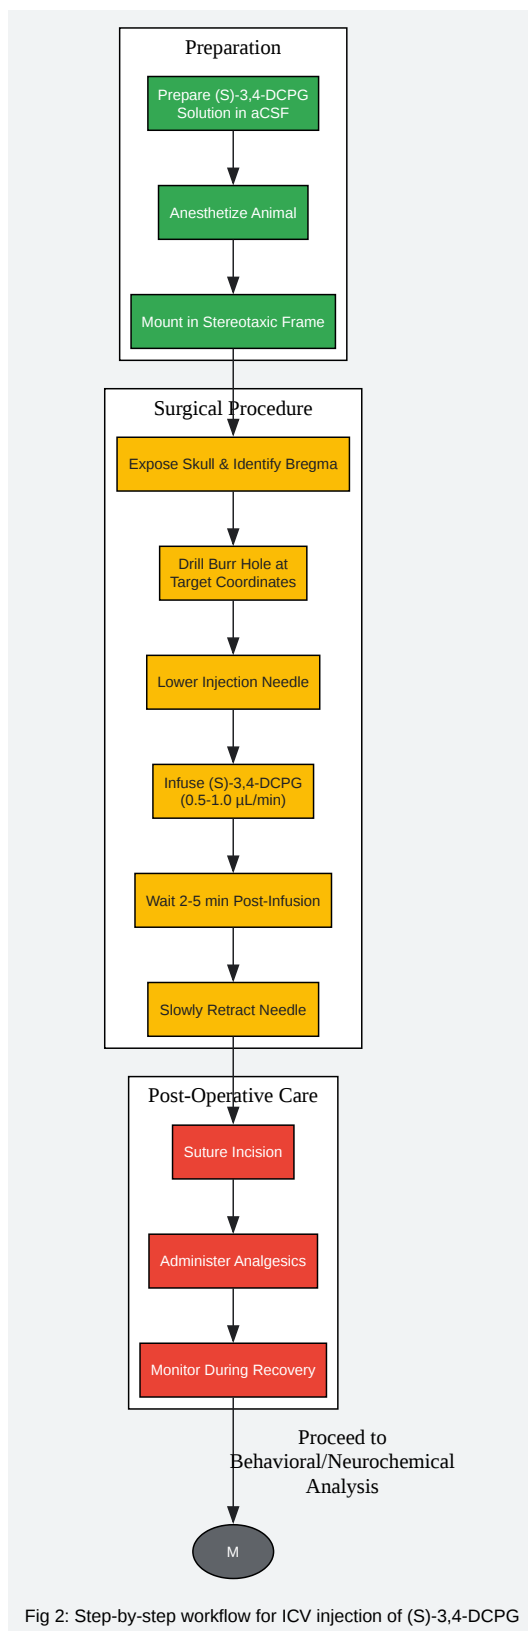 Preparation
Prepare (S)-3,4-DCPG
Solution in aCSF
Anesthetize Animal
Mount in Stereotaxic Frame
Surgical Procedure
Expose Skull & Identify Bregma
Drill Burr Hole at
Target Coordinates
Lower Injection Needle
Infuse (S)-3,4-DCPG
(0.5-1.0 µL/min)
Wait 2-5 min Post-Infusion
Slowly Retract Needle
Post-Operative Care
Suture Incision
Administer Analgesics
Monitor During Recovery
Proceed to
Behavioral/Neurochemical
Analysis
M
Fig 2: Step-by-step workflow for ICV injection of (S)-3,4-DCPG